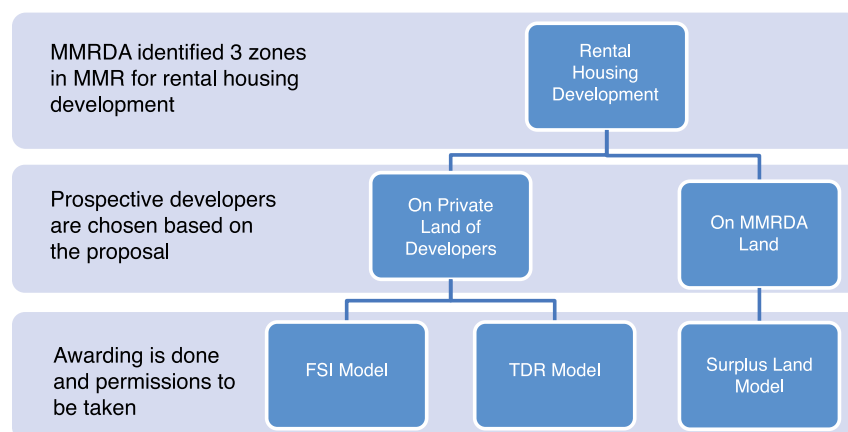 MMRDA identified 3 zones
in MMR for rental housing
development
Rental
Housing
Development
Prospective developers
are chosen based on
the proposal
On Private
Land of
Developers
On MMRDA
Land
Awarding is done
and permissions to
be taken
FSI Model
TDR Model
Surplus Land
Model